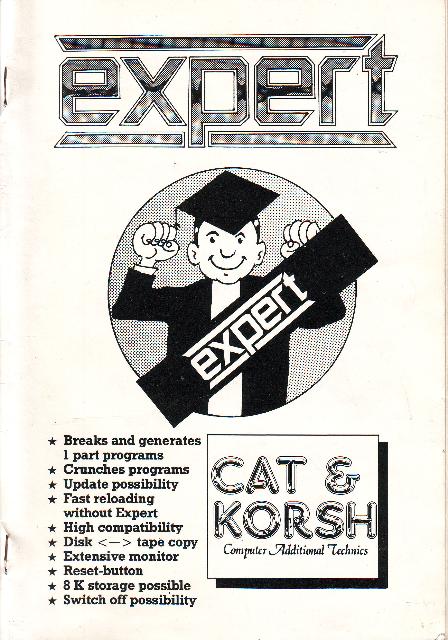 expert
expert
★ Breaks and generates
1 part programs
★ Crunches programs
★ Update possibility
★ Fast reloading
without Expert
★ High compatibility
★ Disk <—> tape copy
★ Extensive monitor
★ Reset-button
★ 8 K storage possible
★ Switch off possibility
CAT &
KORSH
Computer Additional Technics